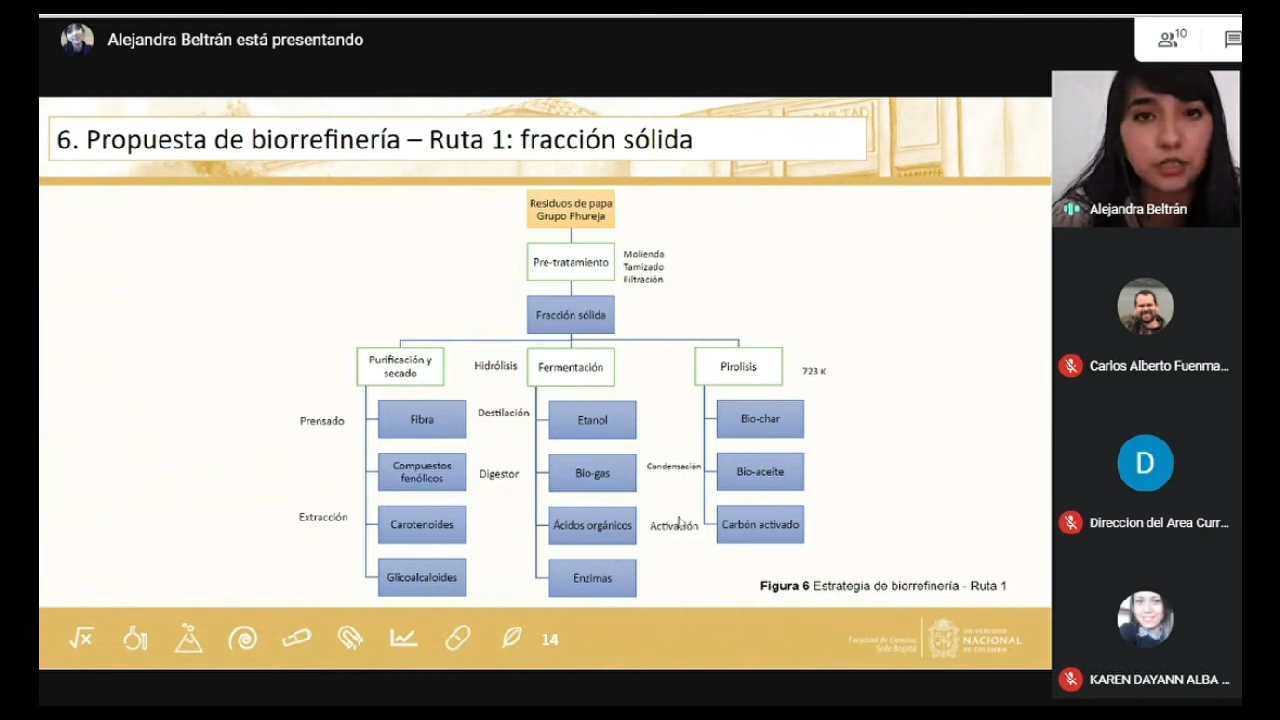 Alejandra Beltrán está presentando
10
6. Propuesta de biorrefinería – Ruta 1: fracción sólida
Residuos de papa
Grupo Phureja
Pre-tratamiento
Molienda
Tamizado
Filtración
Fracción sólida
Purificación y
secado
Hidrólisis
Fermentación
Pirolisis
723 K
Prensado
Fibra
Destilación
Etanol
Bio-char
Compuestos
fenólicos
Digestor
Bio-gas
Condensación
Bio-aceite
Extracción
Carotenoides
Ácidos orgánicos
Activación
Carbón activado
Glicoalcaloides
Enzimas
Figura 6 Estrategia de biorrefinería - Ruta 1
14
Facultad de Ciencias
Sede Bogotá
UNIVERSIDAD
NACIONAL
DE COLOMBIA
Alejandra Beltrán
Carlos Alberto Fuenma...
D
Direccion del Area Curr...
KAREN DAYANN ALBA ...